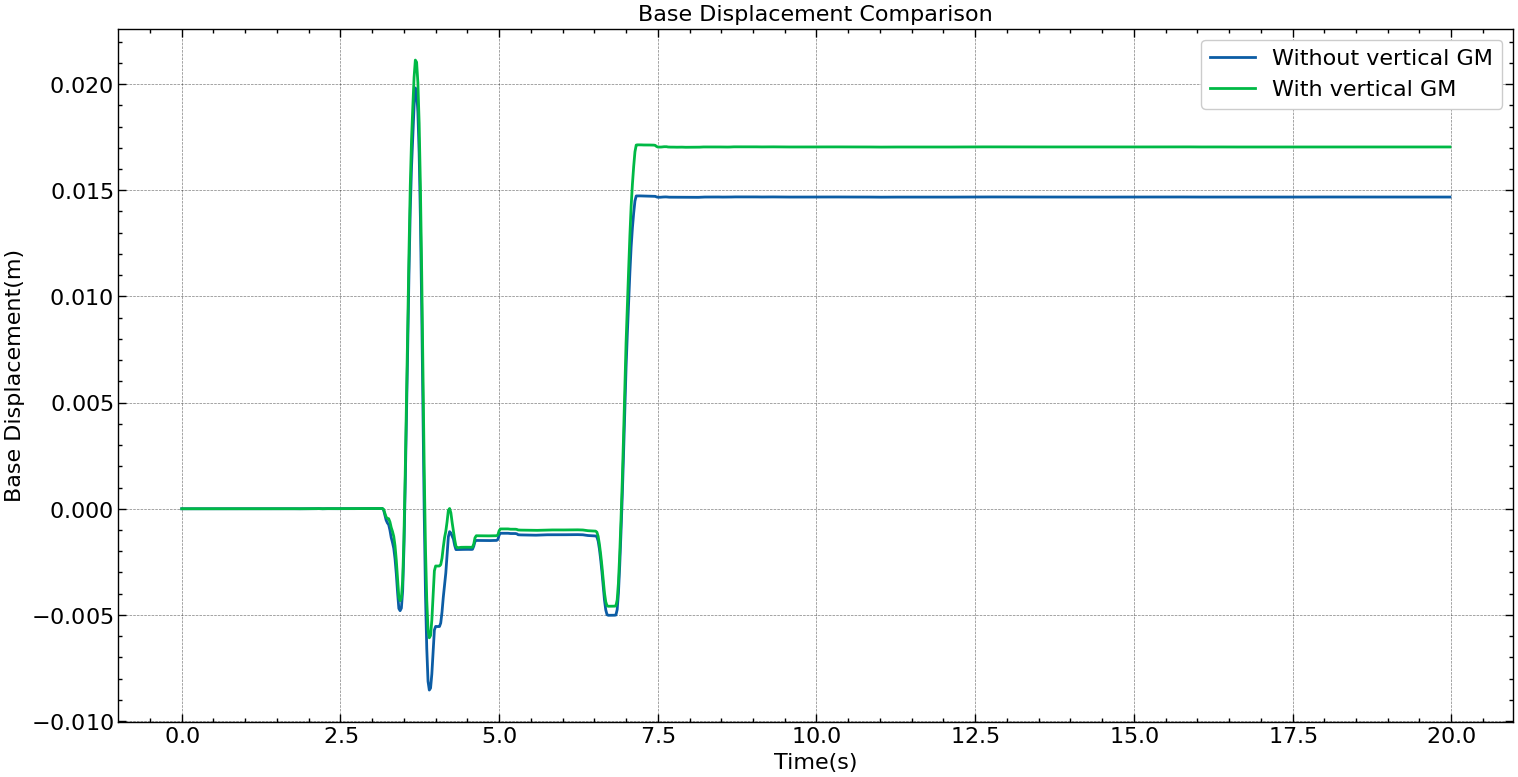 Base Displacement Comparison
Without vertical GM
With vertical GM
Base Displacement(m)
0.020
0.015
0.010
0.005
0.000
−0.005
−0.010
0.0 2.5 5.0 7.5 10.0 12.5 15.0 17.5 20.0
Time(s)